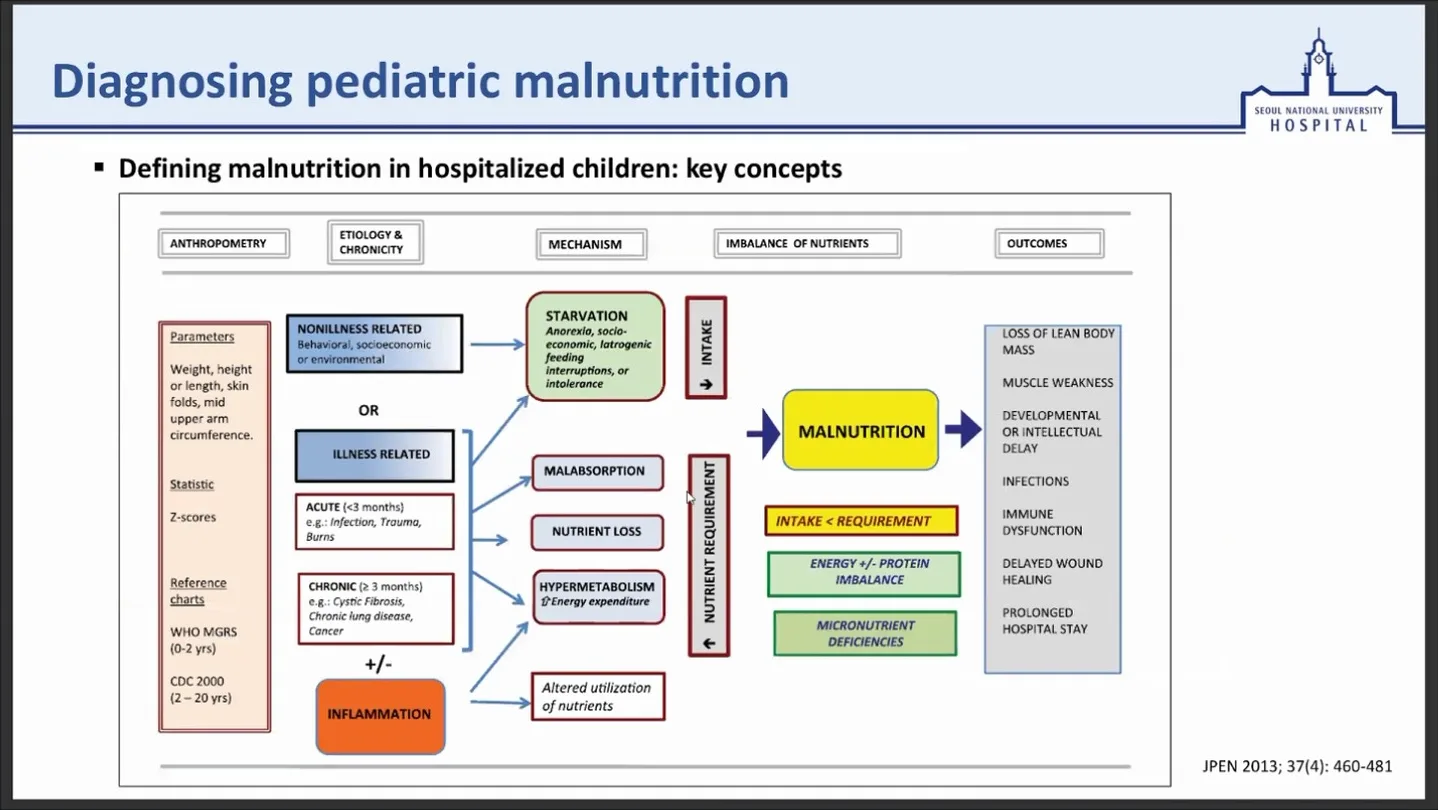 Diagnosing pediatric malnutrition
SEOUL NATIONAL UNIVERSITY
HOSPITAL
▪ Defining malnutrition in hospitalized children: key concepts
ANTHROPOMETRY
ETIOLOGY &
CHRONICITY
MECHANISM
IMBALANCE OF NUTRIENTS
OUTCOMES
Parameters
Weight, height
or length, skin
folds, mid
upper arm
circumference.
Statistic
Z-scores
Reference
charts
WHO MGRS
(0-2 yrs)
CDC 2000
(2 – 20 yrs)
NONILLNESS RELATED
Behavioral, socioeconomic
or environmental
OR
ILLNESS RELATED
ACUTE (<3 months)
e.g.: Infection, Trauma,
Burns
CHRONIC (≥ 3 months)
e.g.: Cystic Fibrosis,
Chronic lung disease,
Cancer
+/-
INFLAMMATION
STARVATION
Anorexia, socio-
economic, Iatrogenic
feeding
interruptions, or
intolerance
MALABSORPTION
NUTRIENT LOSS
HYPERMETABOLISM
⇧Energy expenditure
Altered utilization
of nutrients
← INTAKE
↑ NUTRIENT REQUIREMENT
MALNUTRITION
INTAKE < REQUIREMENT
ENERGY +/- PROTEIN
IMBALANCE
MICRONUTRIENT
DEFICIENCIES
LOSS OF LEAN BODY
MASS
MUSCLE WEAKNESS
DEVELOPMENTAL
OR INTELLECTUAL
DELAY
INFECTIONS
IMMUNE
DYSFUNCTION
DELAYED WOUND
HEALING
PROLONGED
HOSPITAL STAY
JPEN 2013; 37(4): 460-481